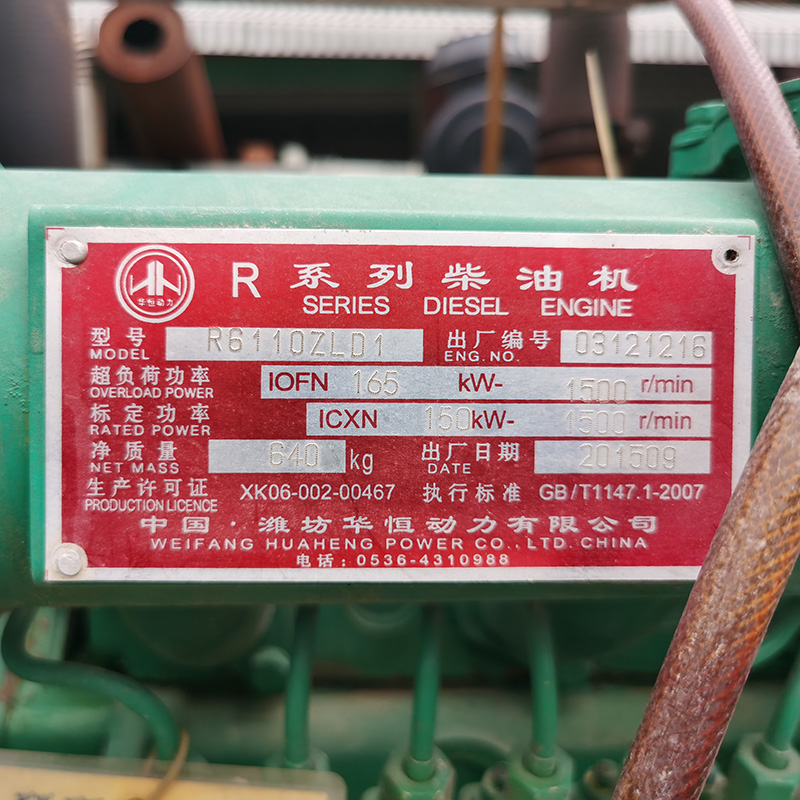 华恒动力
R 系列柴油机
SERIES DIESEL ENGINE
型号 R6110ZLD1 出厂编号 03121216
MODEL ENG.NO.
超负荷功率 IOFN 165 kW- 1500 r/min
OVERLOAD POWER
标定功率 ICXN 150kW- 1500 r/min
RATED POWER
净质量 640 kg 出厂日期 201509
NET MASS DATE
生产许可证 XK06-002-00467 执行标准 GB/T1147.1-2007
PRODUCTION LICENCE
中国·潍坊华恒动力有限公司
WEIFANG HUAHENG POWER CO., LTD. CHINA
电话：0536-4310988